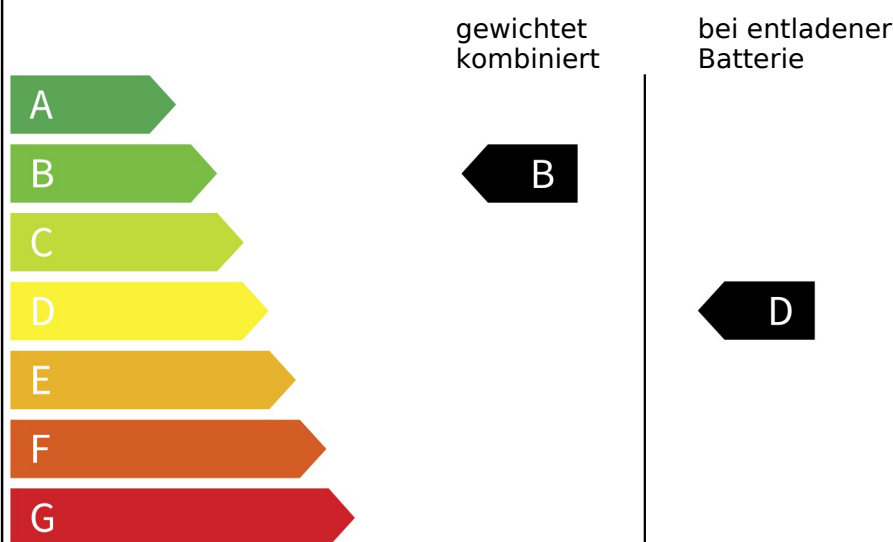 gewichtet
kombiniert
bei entladener
Batterie
A
B
B
C
D
D
E
F
G